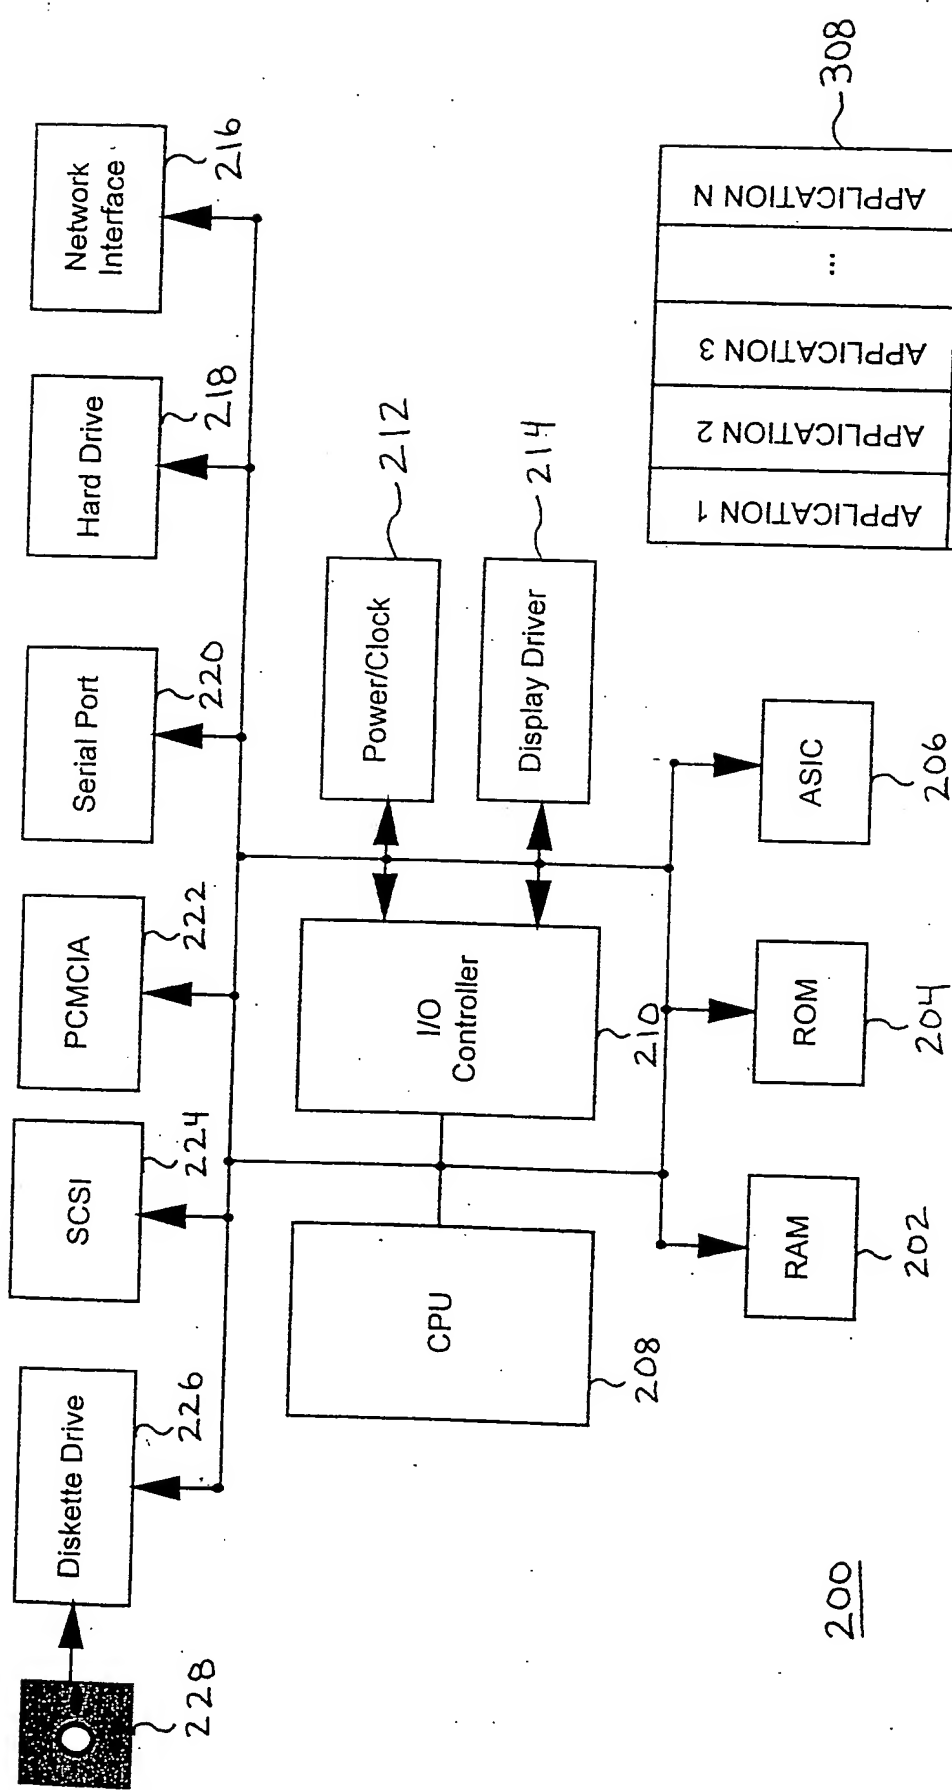 Diskette Drive
SCSI
PCMCIA
Serial Port
Hard Drive
Network
Interface
228
226
224
222
220
218
216
CPU
I/O
Controller
Power/Clock
212
Display Driver
214
208
210
RAM
ROM
ASIC
202
204
206
200
APPLICATION 1
APPLICATION 2
APPLICATION 3
...
APPLICATION N
308